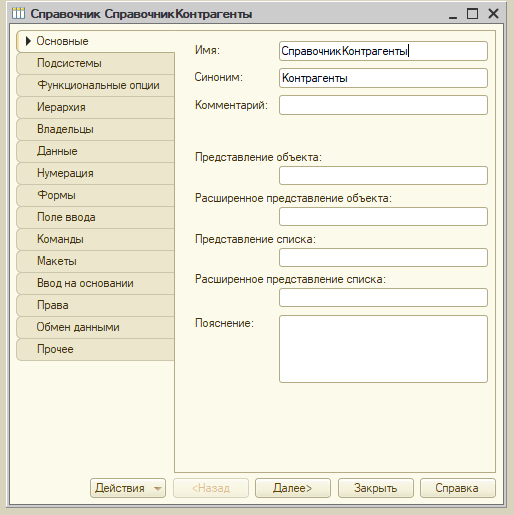 Справочник СправочникКонтрагенты
Основные
Подсистемы
Функциональные опции
Иерархия
Владельцы
Данные
Нумерация
Формы
Поле ввода
Команды
Макеты
Ввод на основании
Права
Обмен данными
Прочее
Имя: СправочникКонтрагенты
Синоним: Контрагенты
Комментарий:
Представление объекта:
Расширенное представление объекта:
Представление списка:
Расширенное представление списка:
Пояснение:
Действия <Назад Далее> Закрыть Справка